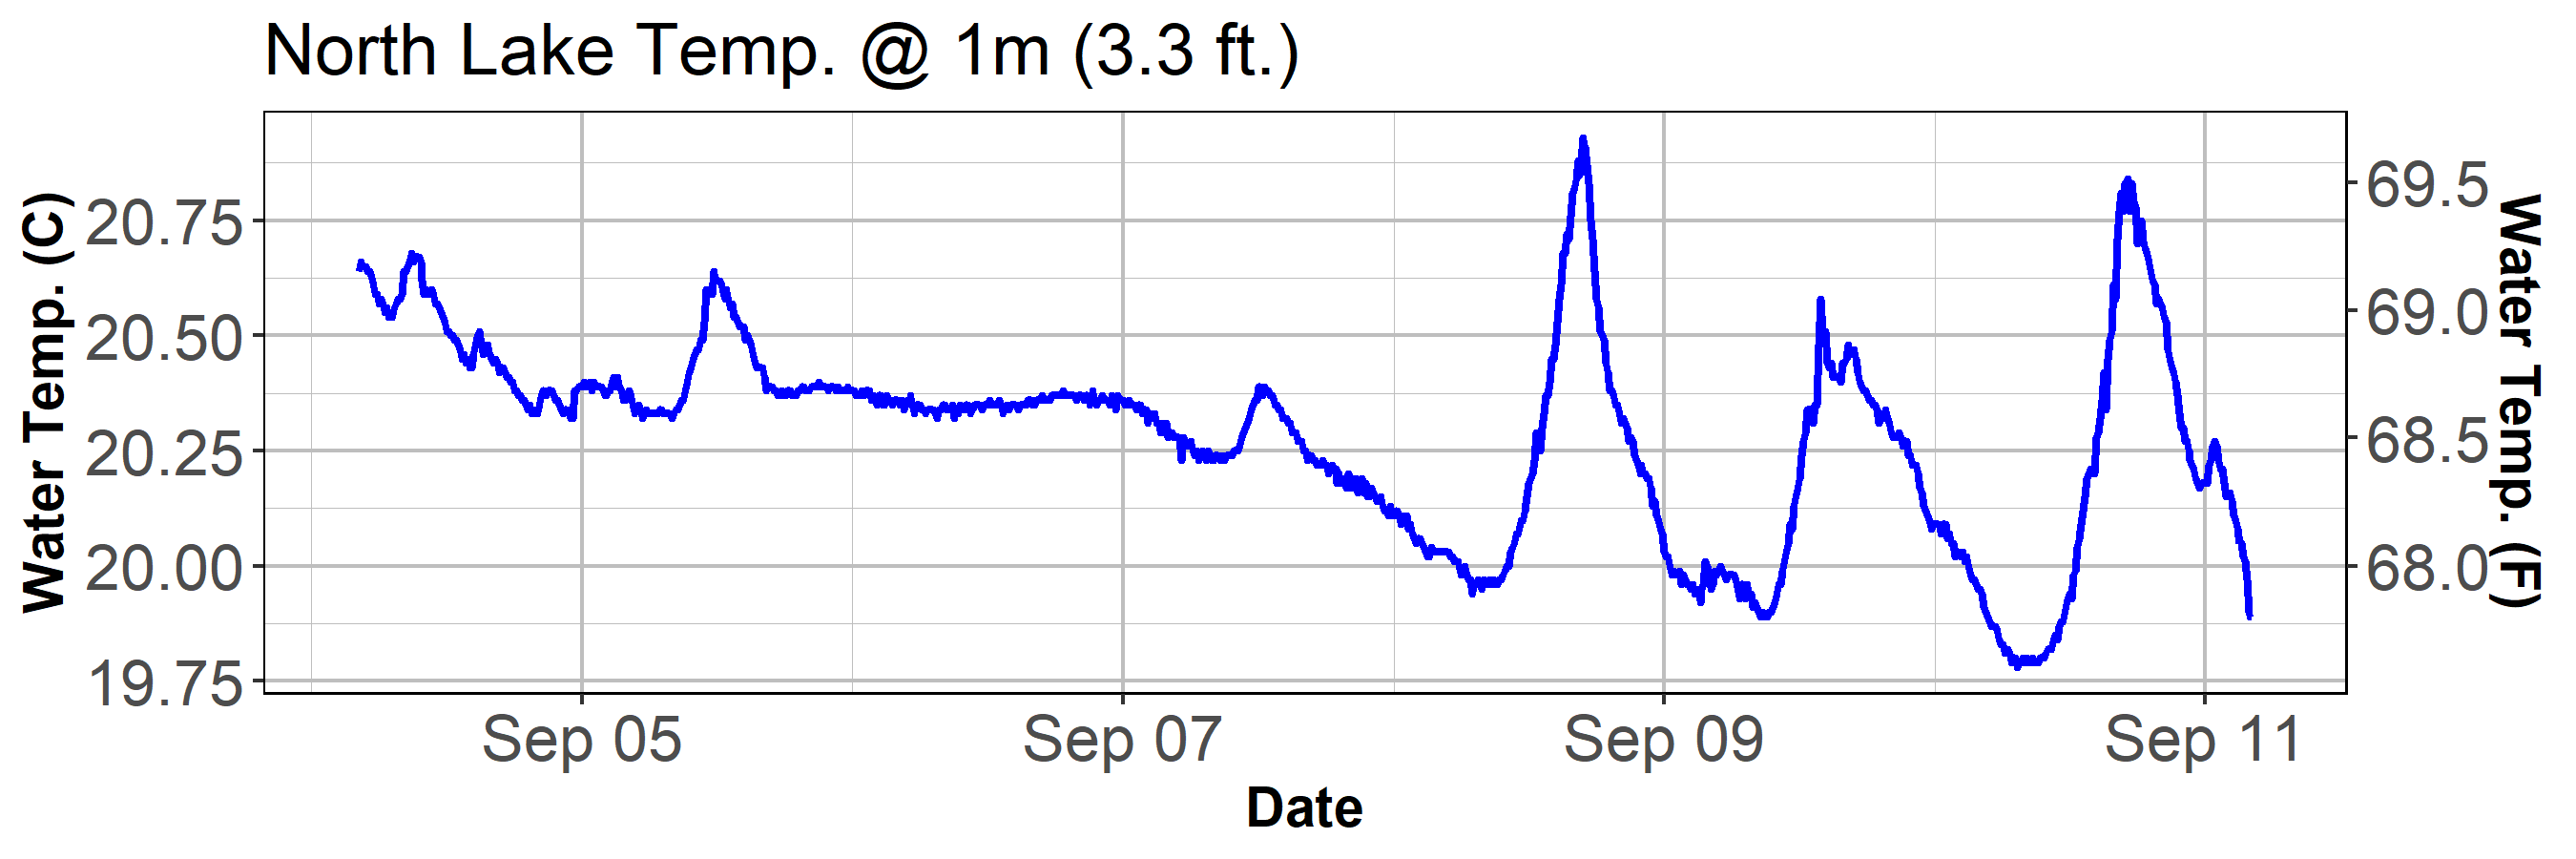 North Lake Temp. @ 1m (3.3 ft.)
Water Temp. (C)
20.75
20.50
20.25
20.00
19.75
69.5
69.0
68.5
68.0
Water Temp. (F)
Sep 05 Sep 07 Sep 09 Sep 11
Date